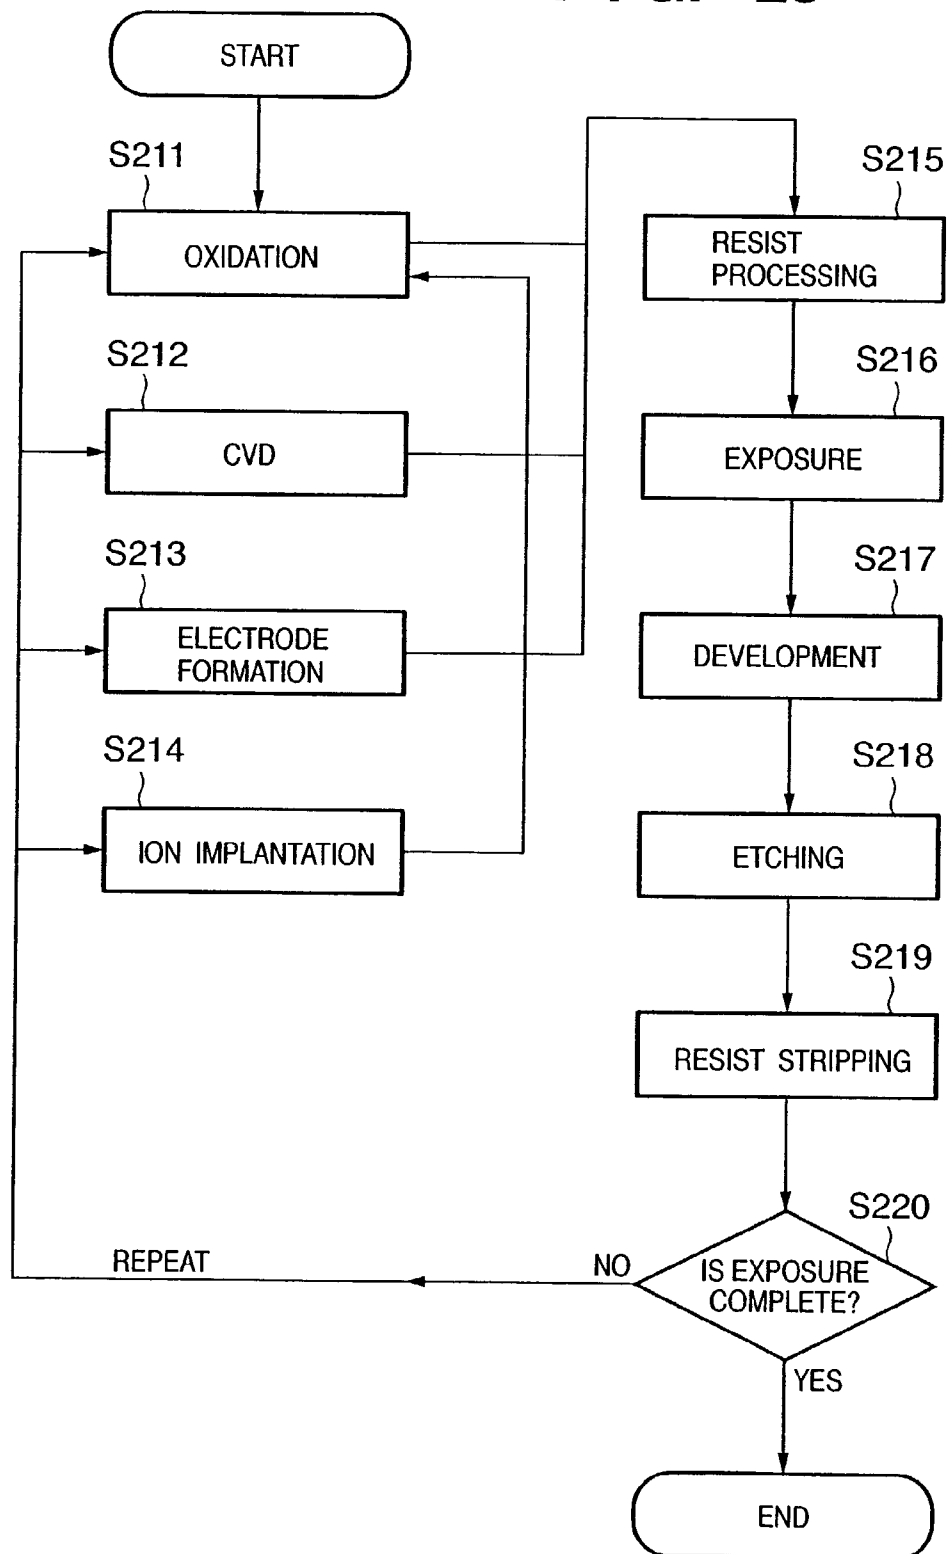 START
S211
OXIDATION
S212
CVD
S213
ELECTRODE
FORMATION
S214
ION IMPLANTATION
S215
RESIST
PROCESSING
S216
EXPOSURE
S217
DEVELOPMENT
S218
ETCHING
S219
RESIST STRIPPING
S220
IS EXPOSURE
COMPLETE?
NO
REPEAT
YES
END